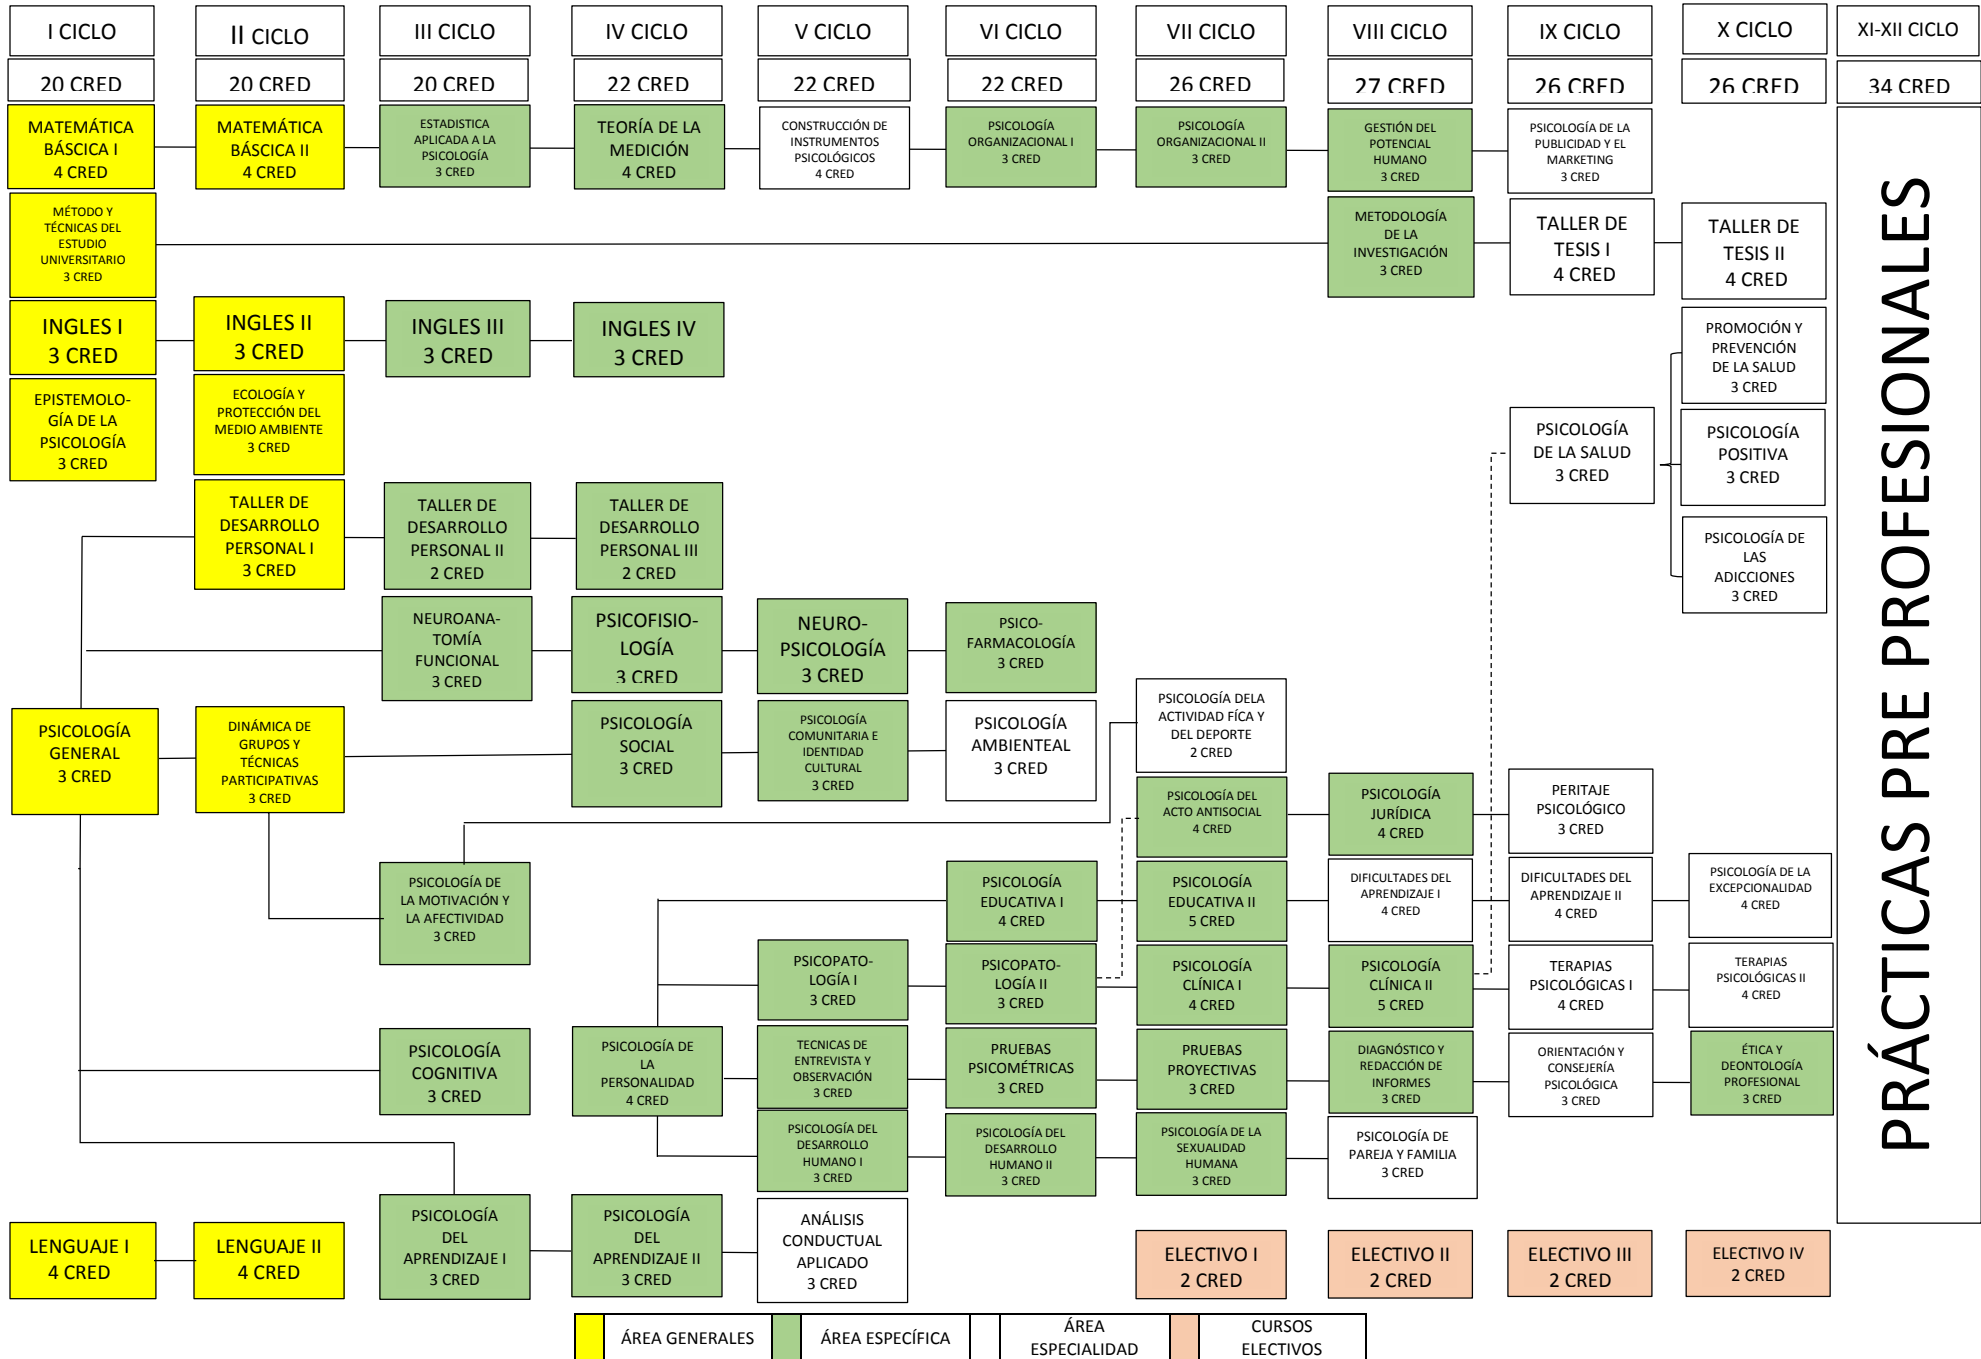 I CICLO
II CICLO
III CICLO
IV CICLO
V CICLO
VI CICLO
VII CICLO
VIII CICLO
IX CICLO
X CICLO
XI-XII CICLO
20 CRED
20 CRED
20 CRED
22 CRED
22 CRED
22 CRED
26 CRED
27 CRED
26 CRED
26 CRED
34 CRED
MATEMÁTICA
BÁSCICA I
4 CRED
MATEMÁTICA
BÁSCICA II
4 CRED
ESTADISTICA
APLICADA A LA
PSICOLOGÍA
3 CRED
TEORÍA DE LA
MEDICIÓN
4 CRED
CONSTRUCCIÓN DE
INSTRUMENTOS
PSICOLÓGICOS
4 CRED
PSICOLOGÍA
ORGANIZACIONAL I
3 CRED
PSICOLOGÍA
ORGANIZACIONAL II
3 CRED
GESTIÓN DEL
POTENCIAL
HUMANO
3 CRED
PSICOLOGÍA DE LA
PUBLICIDAD Y EL
MARKETING
3 CRED
MÉTODO Y
TÉCNICAS DEL
ESTUDIO
UNIVERSITARIO
3 CRED
METODOLOGÍA
DE LA
INVESTIGACIÓN
3 CRED
TALLER DE
TESIS I
4 CRED
TALLER DE
TESIS II
4 CRED
INGLES I
3 CRED
INGLES II
3 CRED
INGLES III
3 CRED
INGLES IV
3 CRED
PROMOCIÓN Y
PREVENCIÓN
DE LA SALUD
3 CRED
EPISTEMOLO-
GÍA DE LA
PSICOLOGÍA
3 CRED
ECOLOGÍA Y
PROTECCIÓN DEL
MEDIO AMBIENTE
3 CRED
PSICOLOGÍA
DE LA SALUD
3 CRED
PSICOLOGÍA
POSITIVA
3 CRED
TALLER DE
DESARROLLO
PERSONAL I
3 CRED
TALLER DE
DESARROLLO
PERSONAL II
2 CRED
TALLER DE
DESARROLLO
PERSONAL III
2 CRED
PSICOLOGÍA DE
LAS
ADICCIONES
3 CRED
NEUROANA-
TOMÍA
FUNCIONAL
3 CRED
PSICOFISIO-
LOGÍA
3 CRED
NEURO-
PSICOLOGÍA
3 CRED
PSICO-
FARMACOLOGÍA
3 CRED
PSICOLOGÍA
GENERAL
3 CRED
DINÁMICA DE
GRUPOS Y
TÉCNICAS
PARTICIPATIVAS
3 CRED
PSICOLOGÍA
SOCIAL
3 CRED
PSICOLOGÍA
COMUNITARIA E
IDENTIDAD
CULTURAL
3 CRED
PSICOLOGÍA
AMBIENTEAL
3 CRED
PSICOLOGÍA DELA
ACTIVIDAD FÍCA Y
DEL DEPORTE
2 CRED
PSICOLOGÍA DEL
ACTO ANTISOCIAL
4 CRED
PSICOLOGÍA
JURÍDICA
4 CRED
PERITAJE
PSICOLÓGICO
3 CRED
PSICOLOGÍA DE
LA MOTIVACIÓN Y
LA AFECTIVIDAD
3 CRED
PSICOLOGÍA
EDUCATIVA I
4 CRED
PSICOLOGÍA
EDUCATIVA II
5 CRED
DIFICULTADES DEL
APRENDIZAJE I
4 CRED
DIFICULTADES DEL
APRENDIZAJE II
4 CRED
PSICOLOGÍA DE LA
EXCEPCIONALIDAD
4 CRED
PSICOPATO-
LOGÍA I
3 CRED
PSICOPATO-
LOGÍA II
3 CRED
PSICOLOGÍA
CLÍNICA I
4 CRED
PSICOLOGÍA
CLÍNICA II
5 CRED
TERAPIAS
PSICOLÓGICAS I
4 CRED
TERAPIAS
PSICOLÓGICAS II
4 CRED
PSICOLOGÍA
COGNITIVA
3 CRED
PSICOLOGÍA DE
LA
PERSONALIDAD
4 CRED
TECNICAS DE
ENTREVISTA Y
OBSERVACIÓN
3 CRED
PRUEBAS
PSICOMÉTRICAS
3 CRED
PRUEBAS
PROYECTIVAS
3 CRED
DIAGNÓSTICO Y
REDACCIÓN DE
INFORMES
3 CRED
ORIENTACIÓN Y
CONSEJERÍA
PSICOLÓGICA
3 CRED
ÉTICA Y
DEONTOLOGÍA
PROFESIONAL
3 CRED
PSICOLOGÍA DEL
DESARROLLO
HUMANO I
3 CRED
PSICOLOGÍA DEL
DESARROLLO
HUMANO II
3 CRED
PSICOLOGÍA DE LA
SEXUALIDAD
HUMANA
3 CRED
PSICOLOGÍA DE
PAREJA Y FAMILIA
3 CRED
LENGUAJE I
4 CRED
LENGUAJE II
4 CRED
PSICOLOGÍA
DEL
APRENDIZAJE I
3 CRED
PSICOLOGÍA
DEL
APRENDIZAJE II
3 CRED
ANÁLISIS
CONDUCTUAL
APLICADO
3 CRED
ELECTIVO I
2 CRED
ELECTIVO II
2 CRED
ELECTIVO III
2 CRED
ELECTIVO IV
2 CRED
PRÁCTICAS PRE PROFESIONALES
ÁREA GENERALES
ÁREA ESPECÍFICA
ÁREA
ESPECIALIDAD
CURSOS
ELECTIVOS